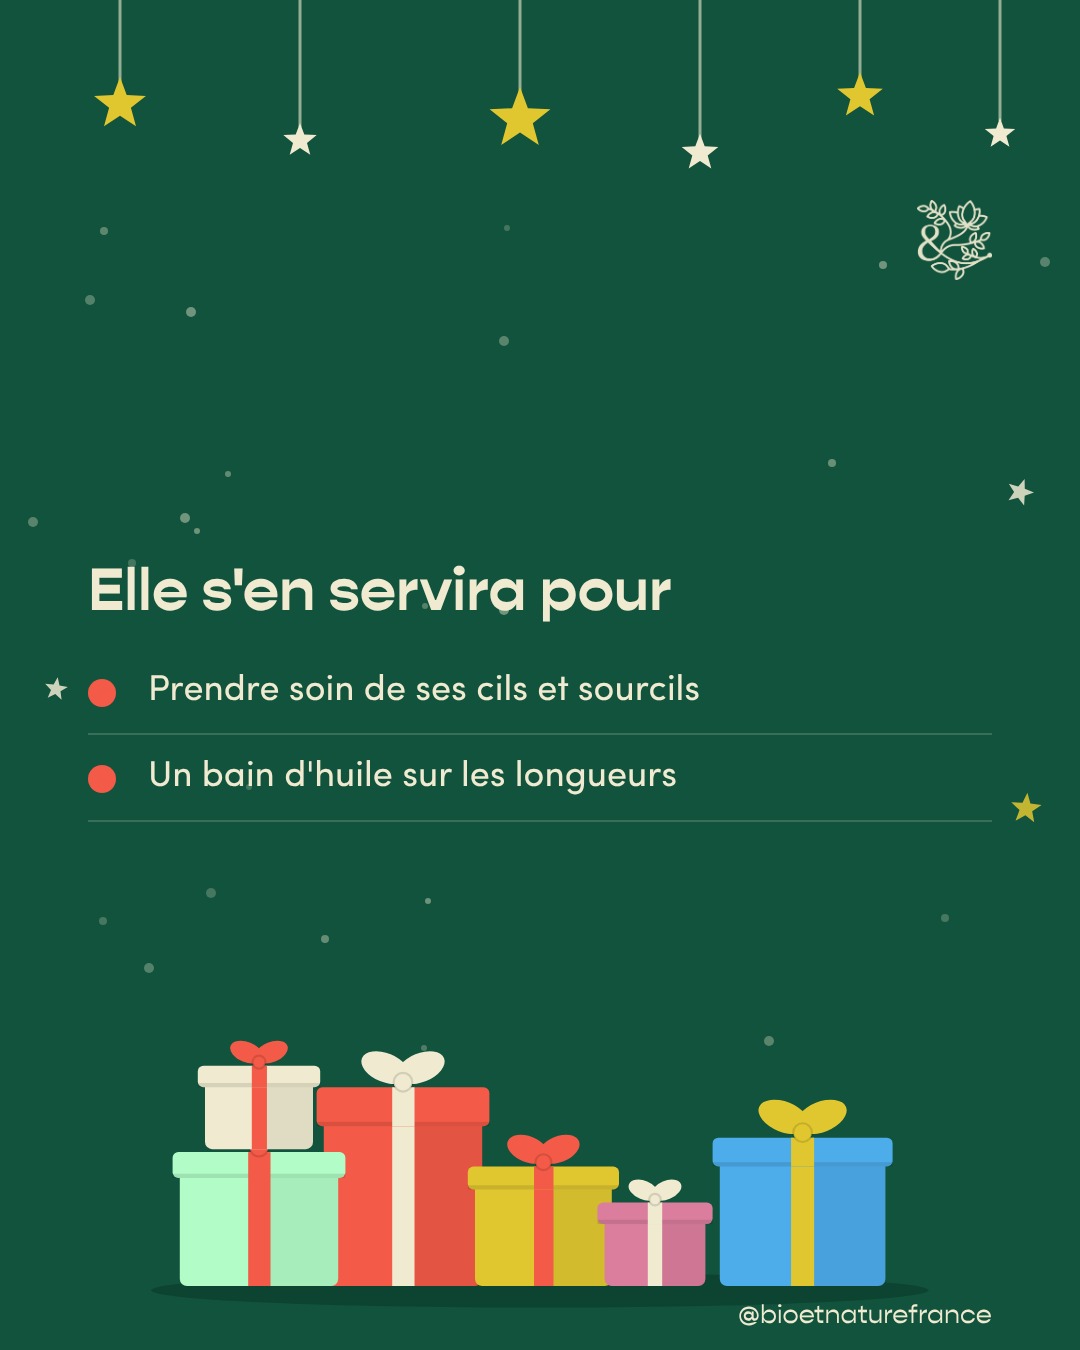 &
Elle s'en servira pour
Prendre soin de ses cils et sourcils
Un bain d'huile sur les longueurs
@bioetnaturefrance